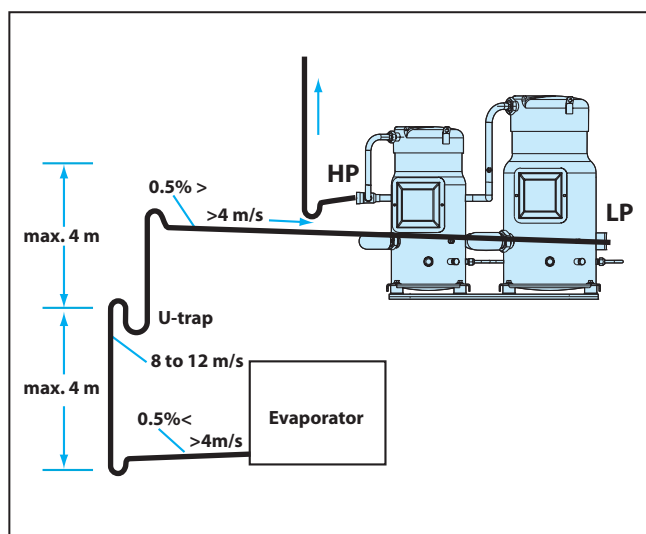 HP
0.5% >
>4 m/s
LP
max. 4 m
U-trap
8 to 12 m/s
max. 4 m
0.5%<
>4m/s
Evaporator